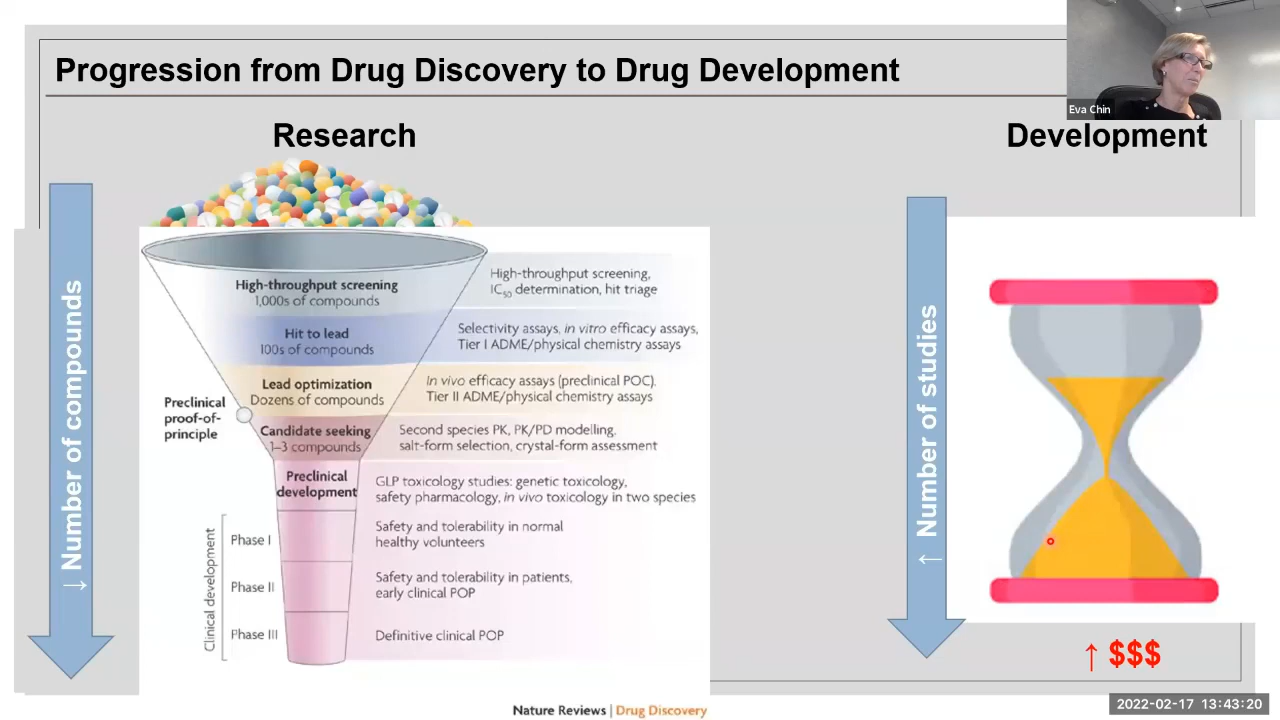 Progression from Drug Discovery to Drug Development
Eva Chin
Research
Development
↓ Number of compounds
High-throughput screening
1,000s of compounds
High-throughput screening,
IC50 determination, hit triage
Hit to lead
100s of compounds
Selectivity assays, in vitro efficacy assays,
Tier I ADME/physical chemistry assays
Lead optimization
Dozens of compounds
In vivo efficacy assays (preclinical POC),
Tier II ADME/physical chemistry assays
Preclinical
proof-of-
principle
Candidate seeking
1–3 compounds
Second species PK, PK/PD modelling,
salt-form selection, crystal-form assessment
Preclinical
development
GLP toxicology studies: genetic toxicology,
safety pharmacology, in vivo toxicology in two species
Clinical development
Phase I
Safety and tolerability in normal
healthy volunteers
Phase II
Safety and tolerability in patients,
early clinical POP
Phase III
Definitive clinical POP
Nature Reviews | Drug Discovery
↑ Number of studies
↑ $$$
2022-02-17 13:43:20